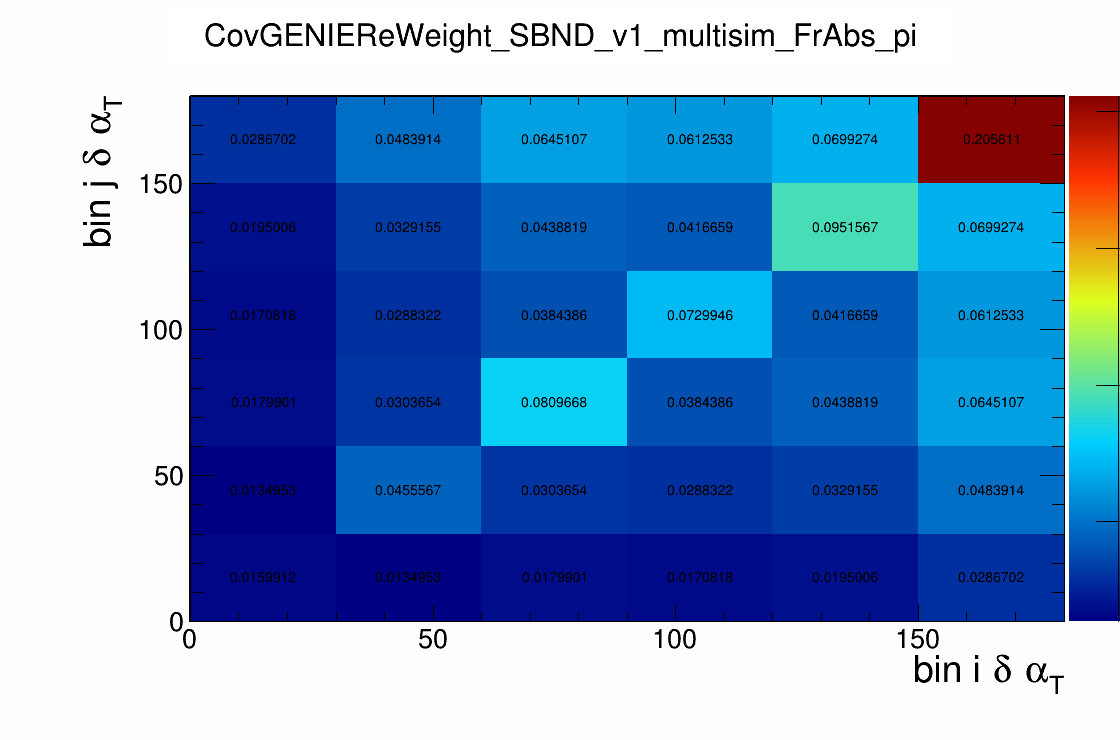 CovGENIEReWeight_SBND_v1_multisim_FrAbs_pi
bin j δ α_T
0.0286702 0.0483914 0.0645107 0.0612533 0.0699274 0.205611
150
0.0195006 0.0329155 0.0438819 0.0416659 0.0951567 0.0699274
0.0170818 0.0288322 0.0384386 0.0729946 0.0416659 0.0612533
100
0.0179901 0.0303654 0.0809668 0.0384386 0.0438819 0.0645107
50
0.0134953 0.0455567 0.0303654 0.0288322 0.0329155 0.0483914
0.0159912 0.0134953 0.0179901 0.0170818 0.0195006 0.0286702
0
0 50 100 150
bin i δ α_T